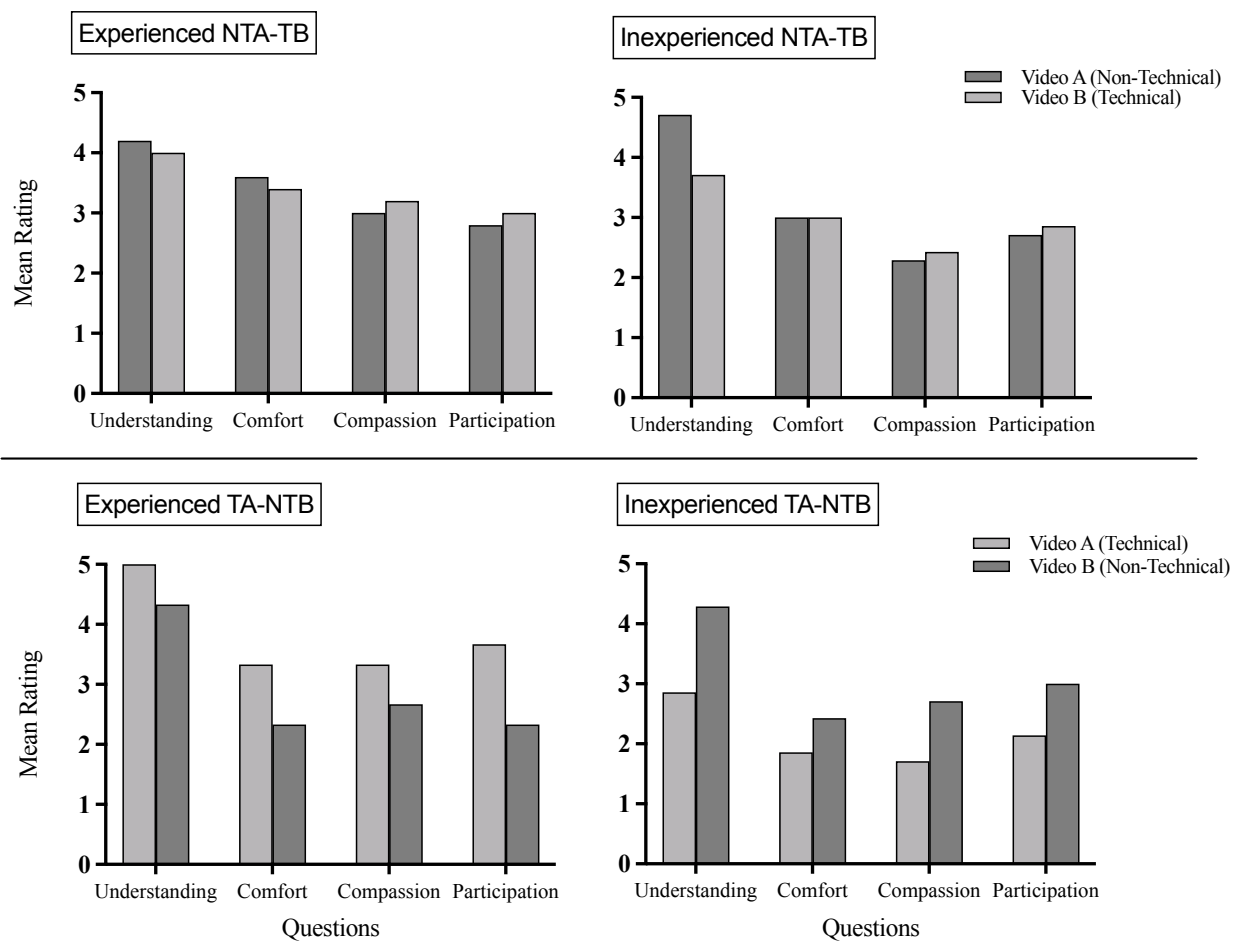 Experienced NTA-TB
Inexperienced NTA-TB
Video A (Non-Technical)
Video B (Technical)
Mean Rating
5
4
3
2
1
0
Understanding Comfort Compassion Participation
5
4
3
2
1
0
Understanding Comfort Compassion Participation
Experienced TA-NTB
Inexperienced TA-NTB
Video A (Technical)
Video B (Non-Technical)
Mean Rating
5
4
3
2
1
0
Understanding Comfort Compassion Participation
Questions
5
4
3
2
1
0
Understanding Comfort Compassion Participation
Questions